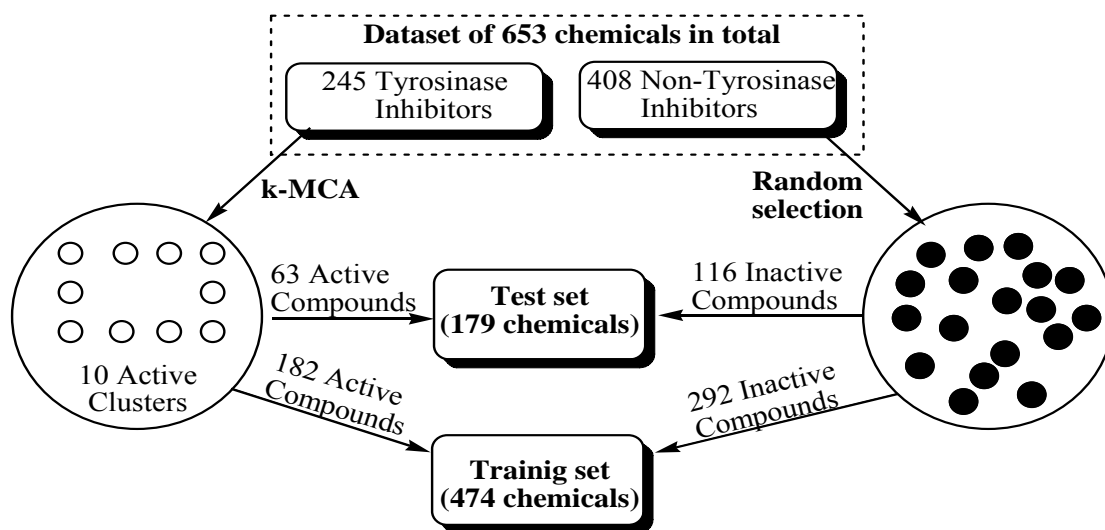 Dataset of 653 chemicals in total
245 Tyrosinase
Inhibitors
408 Non-Tyrosinase
Inhibitors
k-MCA
Random
selection
63 Active
Compounds
Test set
(179 chemicals)
116 Inactive
Compounds
10 Active
Clusters
182 Active
Compounds
292 Inactive
Compounds
Trainig set
(474 chemicals)